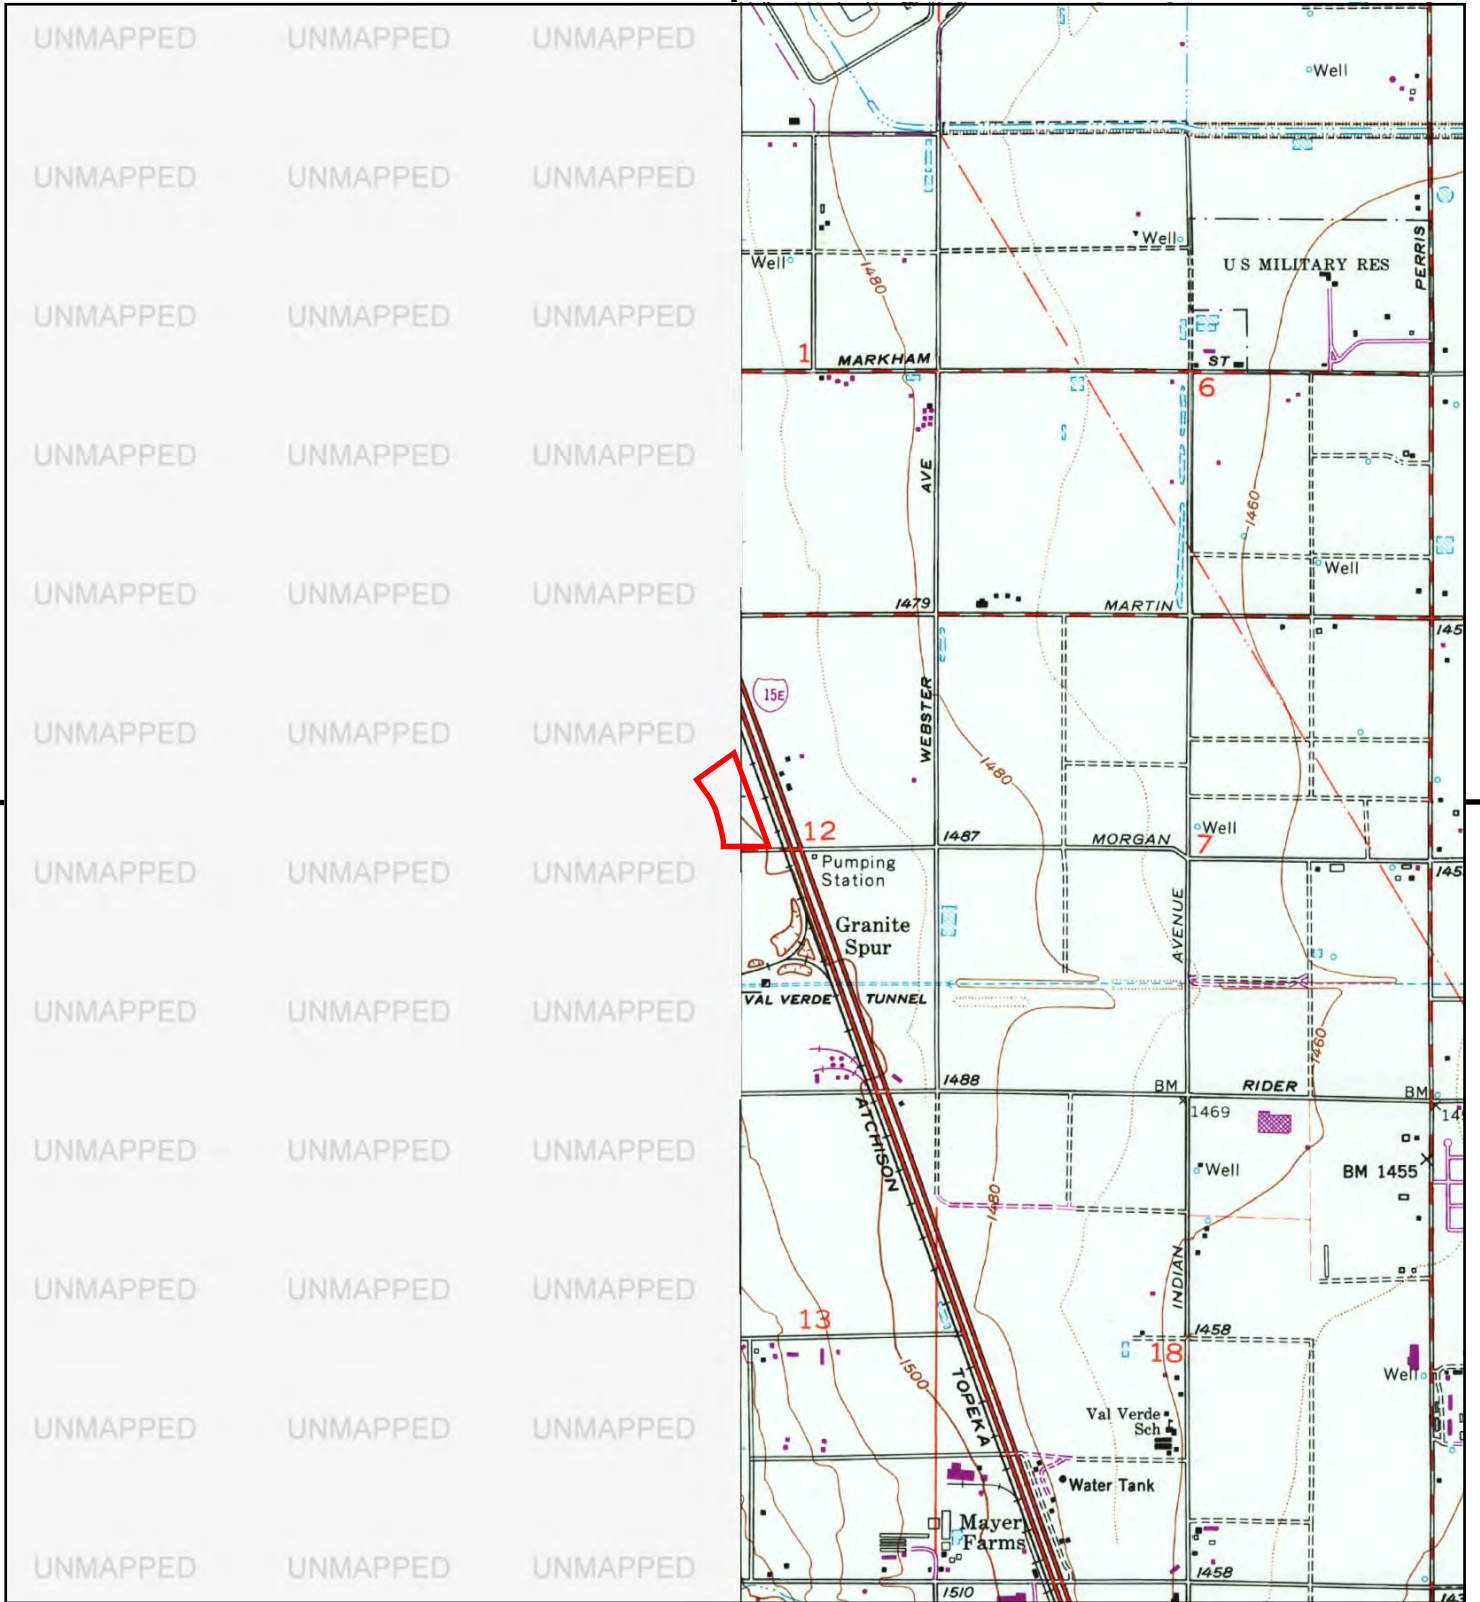 UNMAPPED UNMAPPED UNMAPPED
Well
UNMAPPED UNMAPPED UNMAPPED
Well
Well
PERRIS
U S MILITARY RES
1480
UNMAPPED UNMAPPED UNMAPPED
1
MARKHAM
ST
6
UNMAPPED UNMAPPED UNMAPPED
AVE
1460
Well
UNMAPPED UNMAPPED UNMAPPED
1479
MARTIN
145
15E
UNMAPPED UNMAPPED UNMAPPED
WEBSTER
1480
12
1487
MORGAN
Well
7
UNMAPPED UNMAPPED UNMAPPED
Pumping
Station
145
Granite
Spur
AVENUE
UNMAPPED UNMAPPED UNMAPPED
VAL VERDE TUNNEL
1460
1488
BM
RIDER
BM
ATCHISON
1469
UNMAPPED UNMAPPED UNMAPPED
Well
BM 1455
1480
UNMAPPED UNMAPPED UNMAPPED
INDIAN
13
1458
18
1500
Well
TOPEKA
UNMAPPED UNMAPPED UNMAPPED
Val Verde
Sch
Water Tank
Mayer
Farms
UNMAPPED UNMAPPED UNMAPPED
1510
1458
143